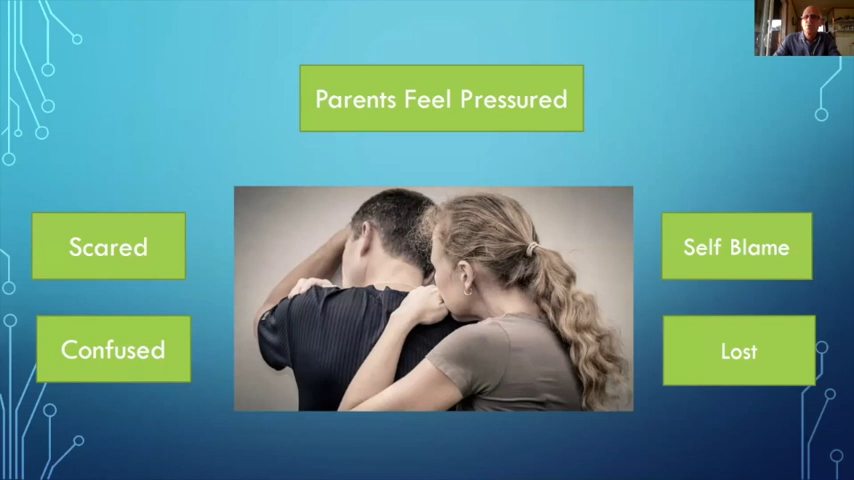 Parents Feel Pressured
Scared
Self Blame
Confused
Lost